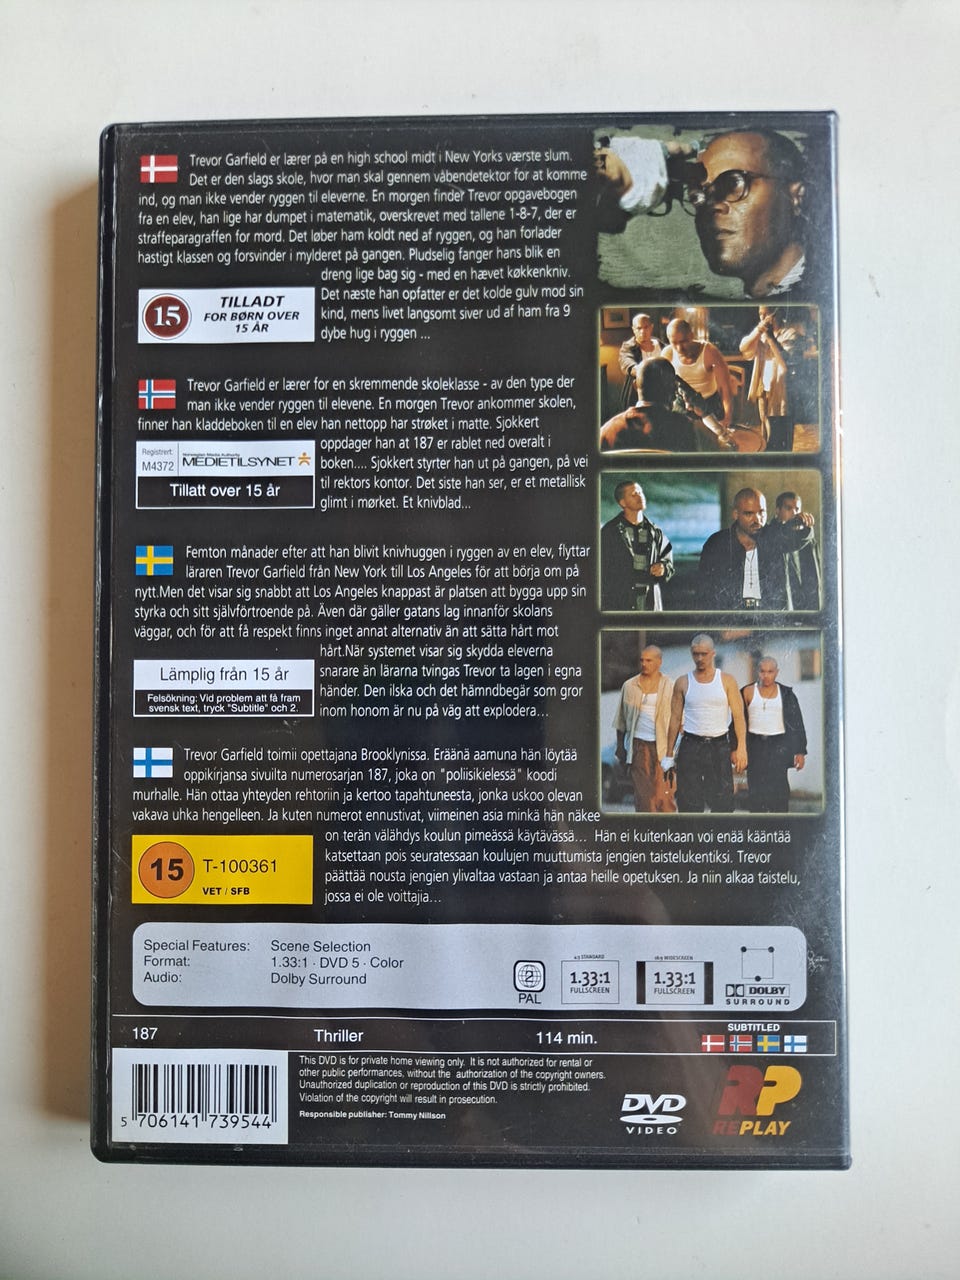 Trevor Garfield er lærer på en high school midt i New Yorks værste slum.
Det er den slags skole, hvor man skal gennem våbendetektor for at komme
ind, og man ikke vender ryggen til eleverne. En morgen finder Trevor opgavebogen
fra en elev, han lige har dumpet i matematik, overskrevet med tallene 1-8-7, der er
straffeparagraffen for mord. Det løber ham koldt ned af ryggen, og han forlader
hastigt klassen og forsvinder i mylderet på gangen. Pludselig fanger hans blik en
dreng lige bag sig - med en hævet køkkenkniv.
Det næste han opfatter er det kolde gulv mod sin
kind, mens livet langsomt siver ud af ham fra 9
dybe hug i ryggen ...
15
TILLADT
FOR BØRN OVER
15 ÅR
Trevor Garfield er lærer for en skremmende skoleklasse - av den type der
man ikke vender ryggen til elevene. En morgen Trevor ankommer skolen,
finner han kladdeboken til en elev han nettopp har strøket i matte. Sjokkert
oppdager han at 187 er rablet ned overalt i
boken.... Sjokkert styrter han ut på gangen, på vei
til rektors kontor. Det siste han ser, er et metallisk
glimt i mørket. Et knivblad...
Registrert
M4372
Norwegian Media Authority
MEDIETILSYNET
Tillatt over 15 år
Femton månader efter att han blivit knivhuggen i ryggen av en elev, flyttar
läraren Trevor Garfield från New York till Los Angeles för att börja om på
nytt.Men det visar sig snabbt att Los Angeles knappast är platsen att bygga upp sin
styrka och sitt självförtroende på. Även där gäller gatans lag innanför skolans
väggar, och för att få respekt finns inget annat alternativ än att sätta hårt mot
hårt.När systemet visar sig skydda eleverna
snarare än lärarna tvingas Trevor ta lagen i egna
händer. Den ilska och det hämndbegär som gror
inom honom är nu på väg att explodera...
Lämplig från 15 år
Felsökning: Vid problem att få fram
svensk text, tryck "Subtitle" och 2.
Trevor Garfield toimii opettajana Brooklynissa. Eräänä aamuna hän löytää
oppikirjansa sivuilta numerosarjan 187, joka on "poliisikielessä" koodi
murhalle. Hän ottaa yhteyden rehtoriin ja kertoo tapahtuneesta, jonka uskoo olevan
vakava uhka hengelleen. Ja kuten numerot ennustivat, viimeinen asia minkä hän näkee
on terän välähdys koulun pimeässä käytävässä... Hän ei kuitenkaan voi enää kääntää
katsettaan pois seuratessaan koulujen muuttumista jengien taistelukentiksi. Trevor
päättää nousta jengien ylivaltaa vastaan ja antaa heille opetuksen. Ja niin alkaa taistelu,
jossa ei ole voittajia...
15
T-100361
VET / SFB
Special Features: Scene Selection
Format: 1.33:1 · DVD 5 · Color
Audio: Dolby Surround
2
PAL
4:3 STANDARD
1.33:1
FULLSCREEN
16:9 WIDESCREEN
1.33:1
FULLSCREEN
DOLBY
SURROUND
187 Thriller 114 min.
SUBTITLED
This DVD is for private home viewing only. It is not authorized for rental or
other public performances, without the authorization of the copyright owners.
Unauthorized duplication or reproduction of this DVD is strictly prohibited.
Violation of the copyright will result in prosecution.
Responsible publisher: Tommy Nillson
5 706141 739544
DVD
VIDEO
RP
REPLAY